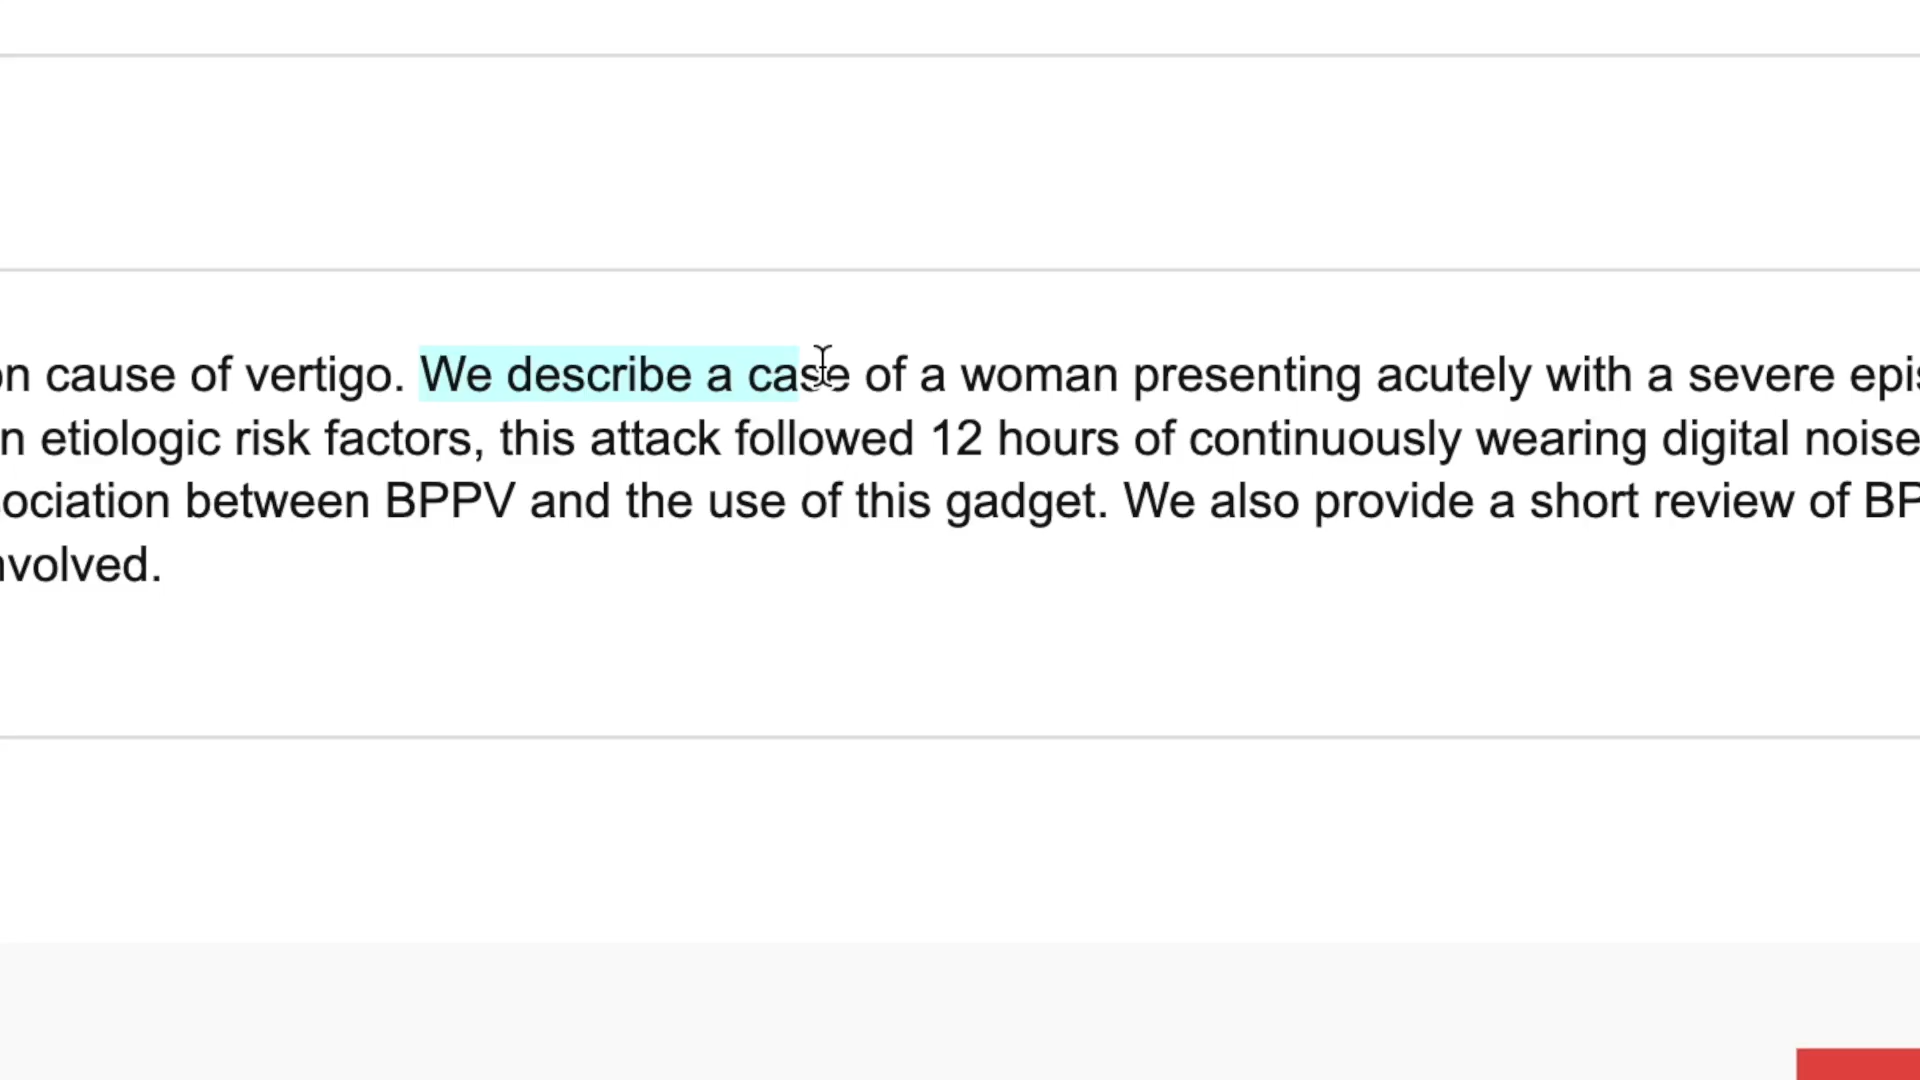 on cause of vertigo. We describe a case of a woman presenting acutely with a severe epis
n etiologic risk factors, this attack followed 12 hours of continuously wearing digital noise
ociation between BPPV and the use of this gadget. We also provide a short review of BP
nvolved.